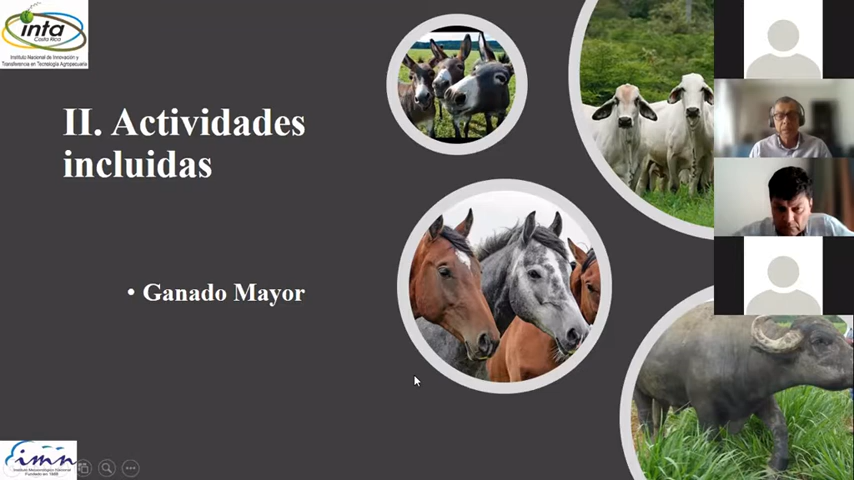 inta
COSTA RICA
Instituto Nacional de Innovación y
Transferencia en Tecnología Agropecuaria
II. Actividades
incluidas
• Ganado Mayor
imn
Instituto Meteorológico Nacional
Fundado en 1888